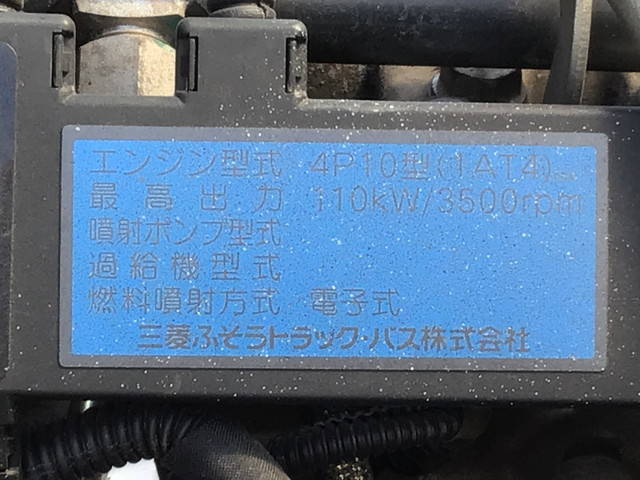 エンジン型式 4P10型(1AT4)
最高出力 110kW/3500rpm
噴射ポンプ型式
過給機型式
燃料噴射方式 電子式
三菱ふそうトラック・バス株式会社